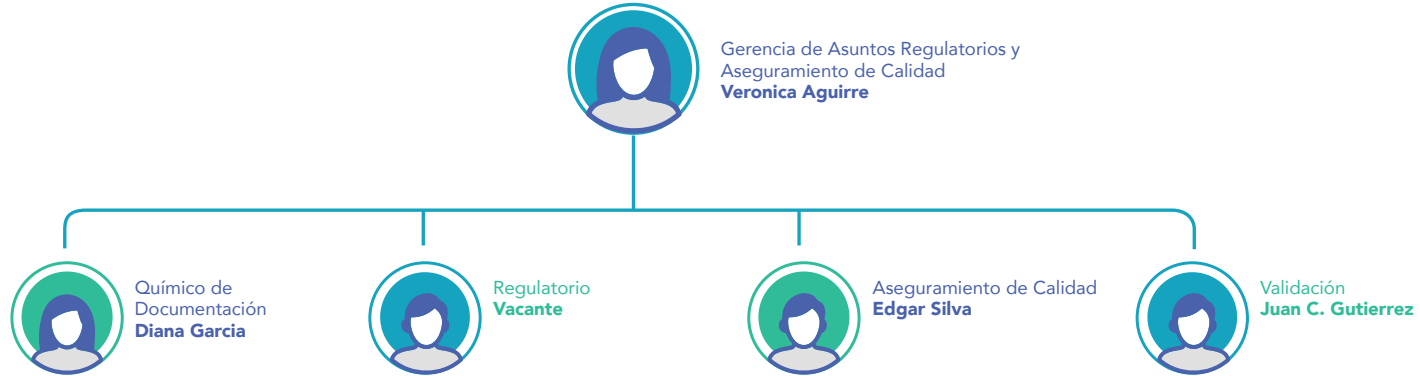 Gerencia de Asuntos Regulatorios y
Aseguramiento de Calidad
Veronica Aguirre
Químico de
Documentación
Diana Garcia
Regulatorio
Vacante
Aseguramiento de Calidad
Edgar Silva
Validación
Juan C. Gutierrez